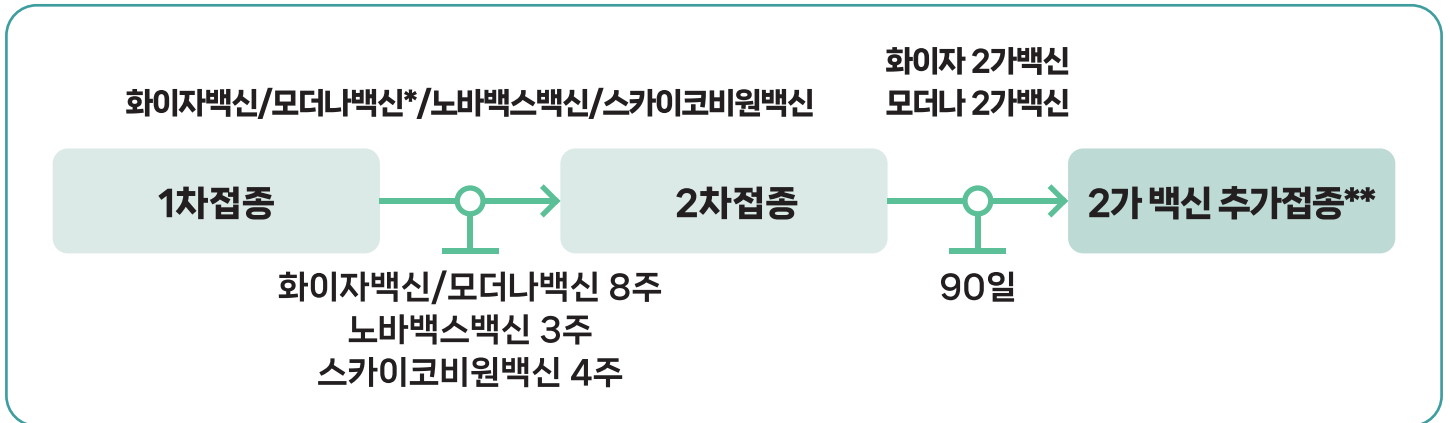 화이자 2가백신
화이자백신/모더나백신*/노바백스백신/스카이코비원백신
모더나 2가백신
1차접종
2차접종
2가 백신 추가접종**
화이자백신/모더나백신 8주
90일
노바백스백신 3주
스카이코비원백신 4주